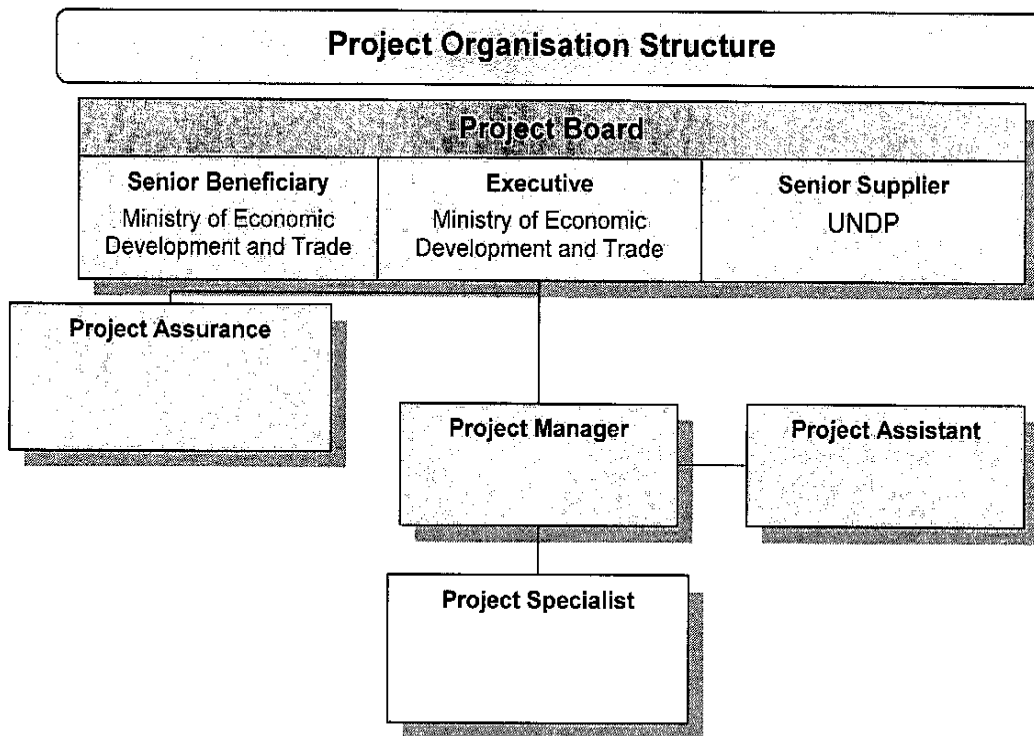 Project Organisation Structure
Project Board
Senior Beneficiary
Ministry of Economic
Development and Trade
Executive
Ministry of Economic
Development and Trade
Senior Supplier
UNDP
Project Assurance
Project Manager
Project Assistant
Project Specialist